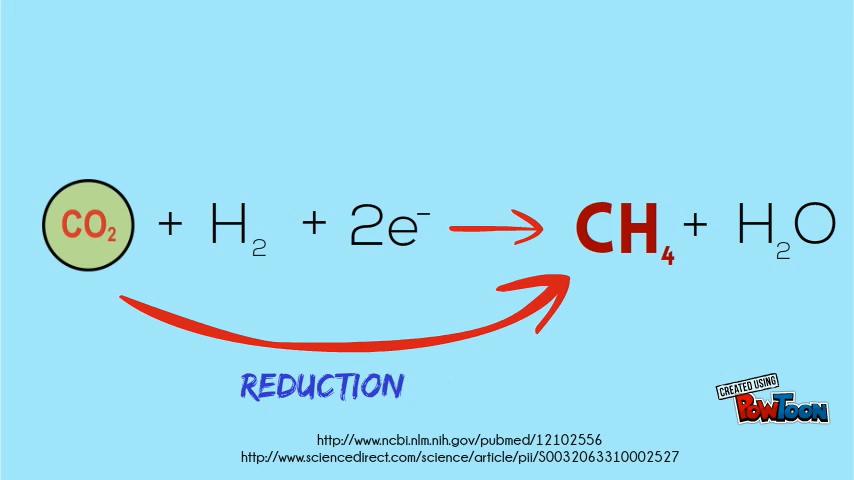 CO₂ + H₂ + 2e⁻ → CH₄ + H₂O
REDUCTION
CREATED USING
POWTOON
http://www.ncbi.nlm.nih.gov/pubmed/12102556
http://www.sciencedirect.com/science/article/pii/S0032063310002527